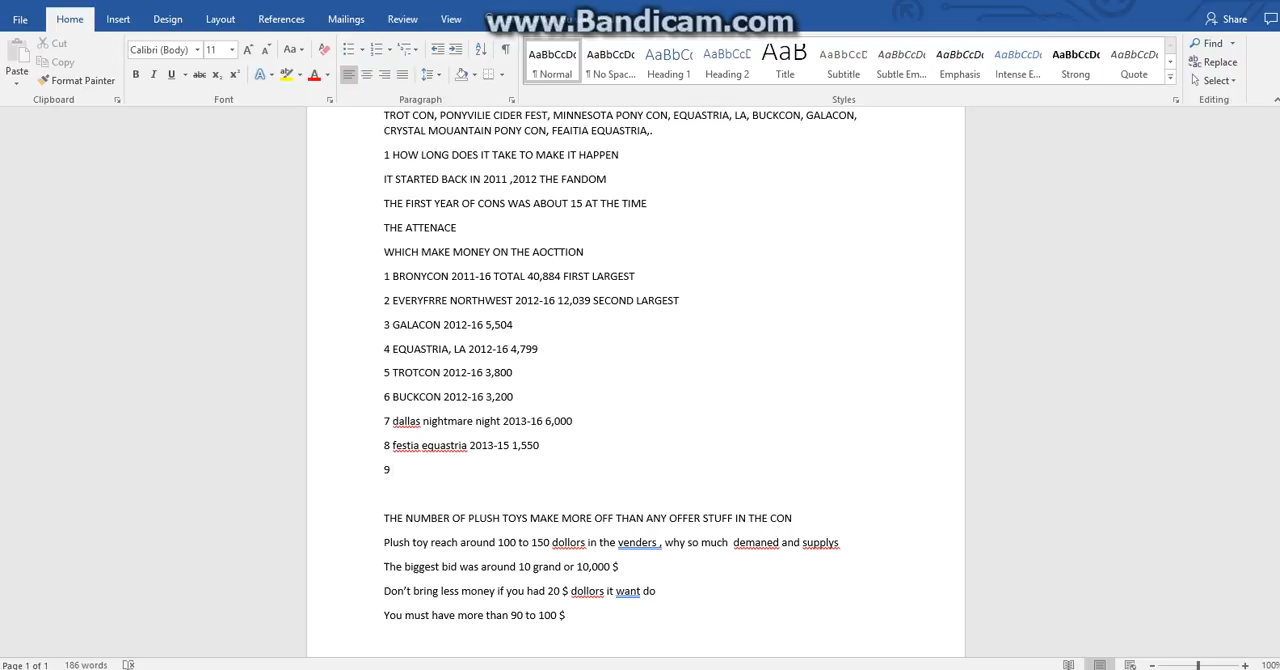 www.Bandicam.com
File Home Insert Design Layout References Mailings Review View Share
Paste Cut Copy Format Painter Clipboard
Calibri (Body) 11 Font
Paragraph
AaBbCcDc ¶ Normal
AaBbCcDc ¶ No Spac...
AaBbCc Heading 1
AaBbCcD Heading 2
AaB Title
AaBbCcD Subtitle
AaBbCcDc Subtle Em...
AaBbCcDc Emphasis
AaBbCcDc Intense E...
AaBbCcDc Strong
AaBbCcDc Quote
Styles
Find Replace Select Editing
TROT CON, PONYVILIE CIDER FEST, MINNESOTA PONY CON, EQUASTRIA, LA, BUCKCON, GALACON,
CRYSTAL MOUANTAIN PONY CON, FEAITIA EQUASTRIA,.
1 HOW LONG DOES IT TAKE TO MAKE IT HAPPEN
IT STARTED BACK IN 2011 ,2012 THE FANDOM
THE FIRST YEAR OF CONS WAS ABOUT 15 AT THE TIME
THE ATTENACE
WHICH MAKE MONEY ON THE AOCTTION
1 BRONYCON 2011-16 TOTAL 40,884 FIRST LARGEST
2 EVERYFRRE NORTHWEST 2012-16 12,039 SECOND LARGEST
3 GALACON 2012-16 5,504
4 EQUASTRIA, LA 2012-16 4,799
5 TROTCON 2012-16 3,800
6 BUCKCON 2012-16 3,200
7 dallas nightmare night 2013-16 6,000
8 festia equastria 2013-15 1,550
9
THE NUMBER OF PLUSH TOYS MAKE MORE OFF THAN ANY OFFER STUFF IN THE CON
Plush toy reach around 100 to 150 dollors in the venders , why so much  demaned and supplys
The biggest bid was around 10 grand or 10,000 $
Don't bring less money if you had 20 $ dollors it want do
You must have more than 90 to 100 $
Page 1 of 1 186 words 100%